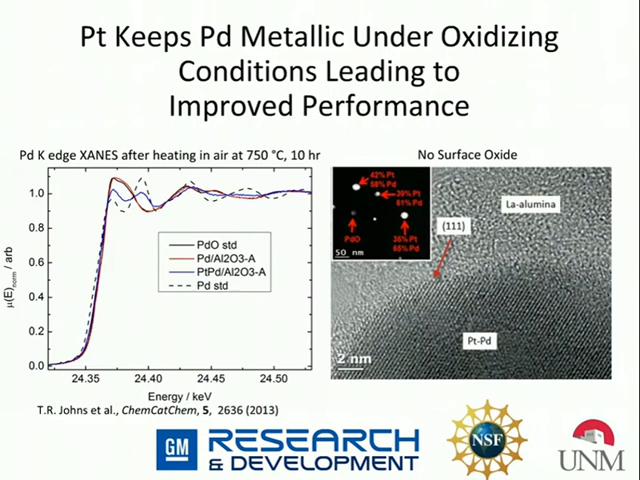 Pt Keeps Pd Metallic Under Oxidizing
Conditions Leading to
Improved Performance
Pd K edge XANES after heating in air at 750 °C, 10 hr
No Surface Oxide
1.0
0.8
0.6
0.4
0.2
0.0
μ(E)norm / arb
PdO std
Pd/Al2O3-A
PtPd/Al2O3-A
Pd std
24.35
24.40
24.45
24.50
Energy / keV
42% Pt
58% Pd
39% Pt
61% Pd
PdO
35% Pt
65% Pd
50 nm
La-alumina
(111)
Pt-Pd
2 nm
T.R. Johns et al., ChemCatChem, 5, 2636 (2013)
GM
RESEARCH
& DEVELOPMENT
NSF
UNM